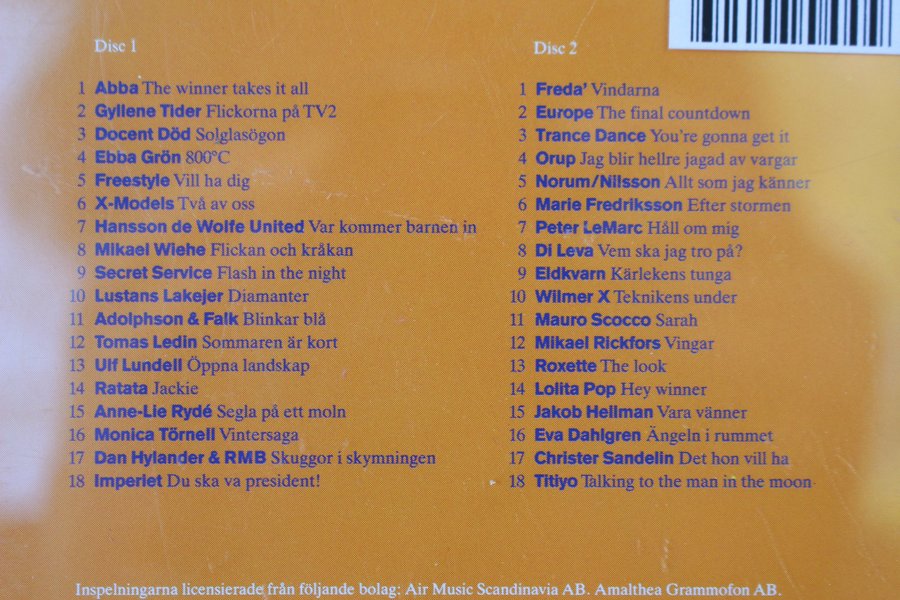 Disc 1
1 Abba The winner takes it all
2 Gyllene Tider Flickorna på TV2
3 Docent Död Solglasögon
4 Ebba Grön 800°C
5 Freestyle Vill ha dig
6 X-Models Två av oss
7 Hansson de Wolfe United Var kommer barnen in
8 Mikael Wiehe Flickan och kråkan
9 Secret Service Flash in the night
10 Lustans Lakejer Diamanter
11 Adolphson & Falk Blinkar blå
12 Tomas Ledin Sommaren är kort
13 Ulf Lundell Öppna landskap
14 Ratata Jackie
15 Anne-Lie Rydé Segla på ett moln
16 Monica Törnell Vintersaga
17 Dan Hylander & RMB Skuggor i skymningen
18 Imperiet Du ska va president!
Disc 2
1 Freda' Vindarna
2 Europe The final countdown
3 Trance Dance You're gonna get it
4 Orup Jag blir hellre jagad av vargar
5 Norum/Nilsson Allt som jag känner
6 Marie Fredriksson Efter stormen
7 Peter LeMarc Håll om mig
8 Di Leva Vem ska jag tro på?
9 Eldkvarn Kärlekens tunga
10 Wilmer X Teknikens under
11 Mauro Scocco Sarah
12 Mikael Rickfors Vingar
13 Roxette The look
14 Lolita Pop Hey winner
15 Jakob Hellman Vara vänner
16 Eva Dahlgren Ängeln i rummet
17 Christer Sandelin Det hon vill ha
18 Titiyo Talking to the man in the moon
Inspelningarna licensierade från följande bolag: Air Music Scandinavia AB. Amalthea Grammofon AB.